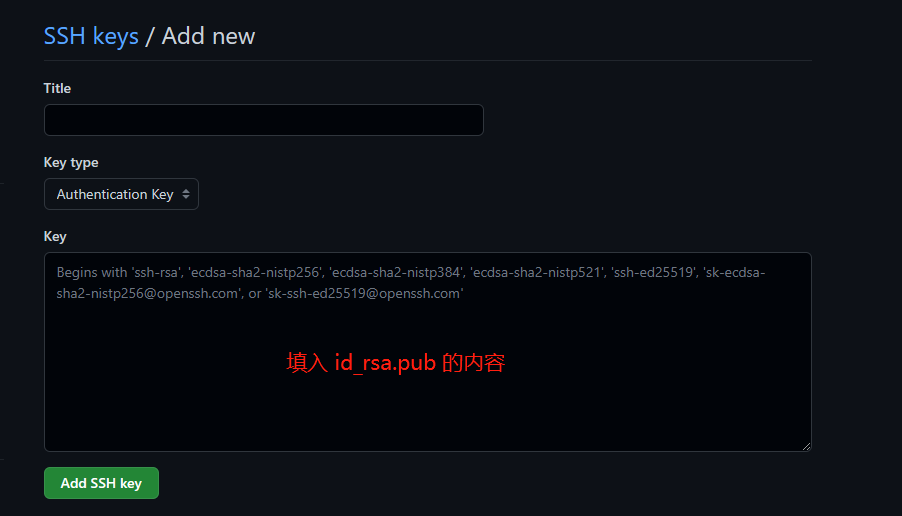 SSH keys / Add new
Title
Key type
Authentication Key
Key
Begins with 'ssh-rsa', 'ecdsa-sha2-nistp256', 'ecdsa-sha2-nistp384', 'ecdsa-sha2-nistp521', 'ssh-ed25519', 'sk-ecdsa-
sha2-nistp256@openssh.com', or 'sk-ssh-ed25519@openssh.com'
填入 id_rsa.pub 的内容
Add SSH key